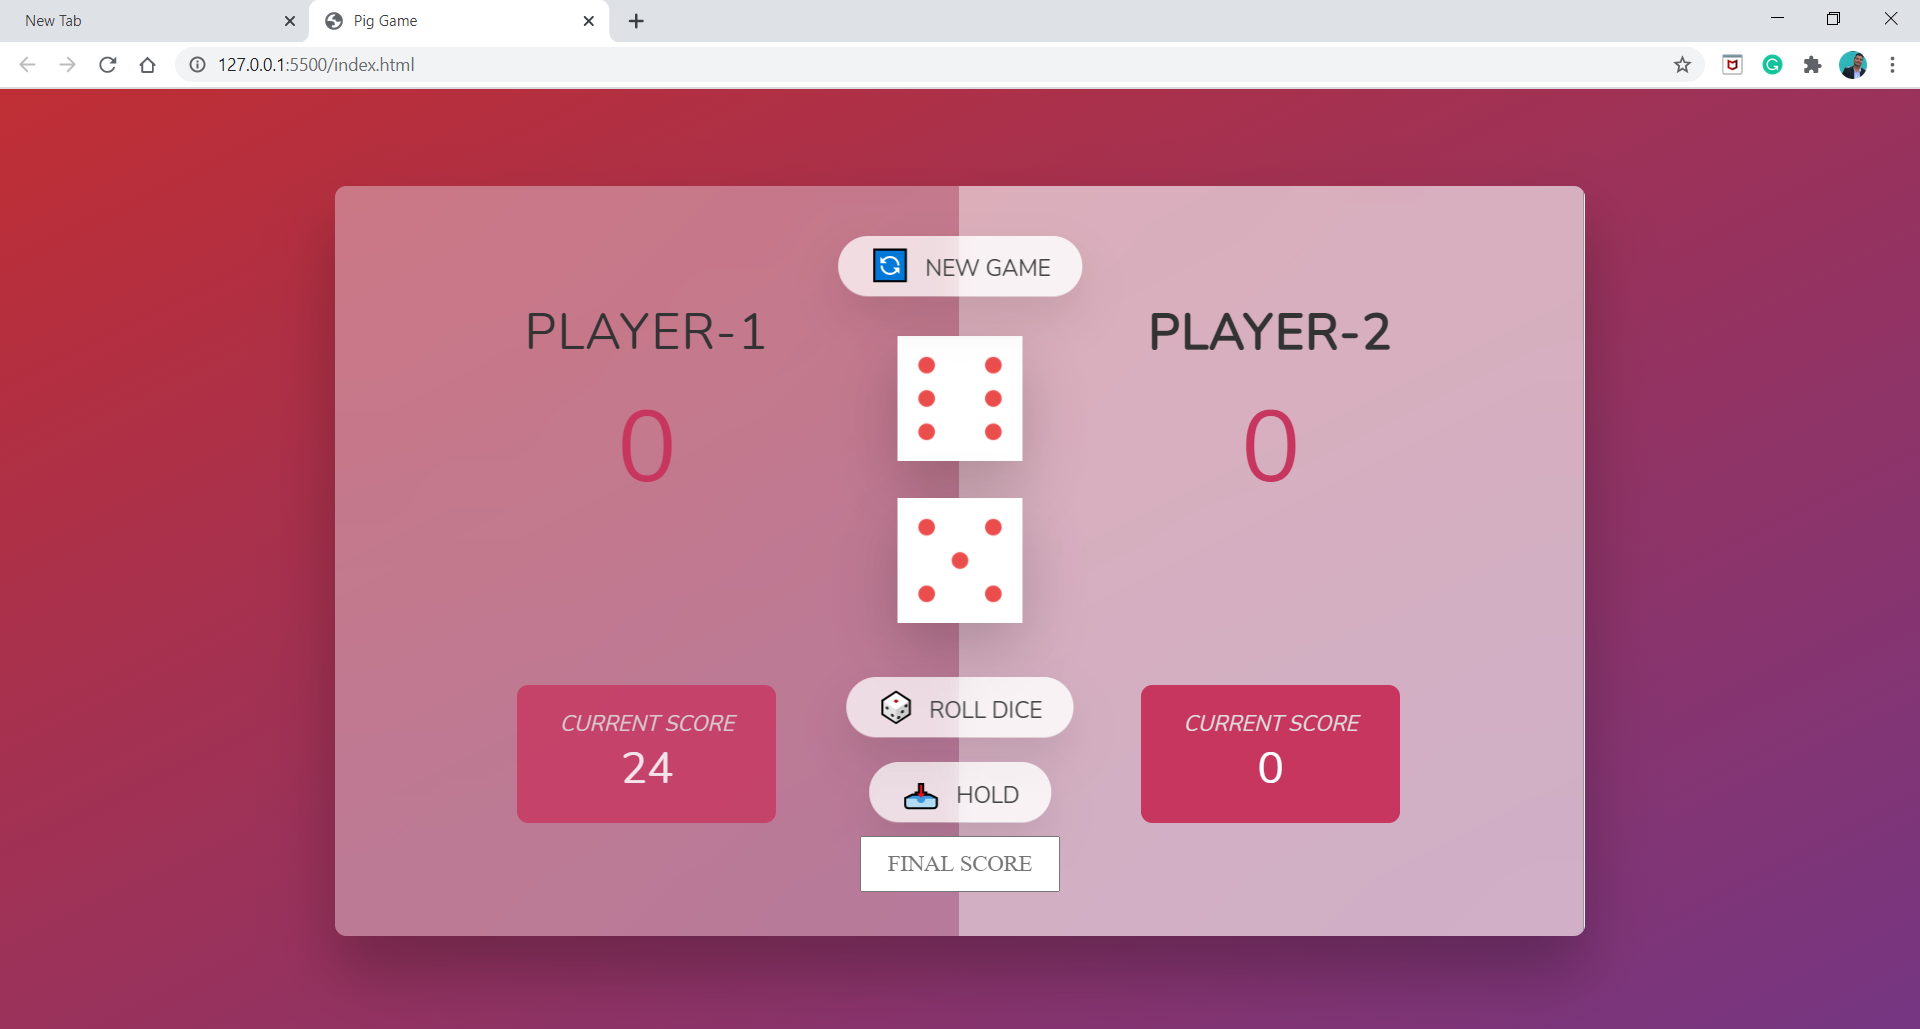 New Tab
Pig Game
127.0.0.1:5500/index.html
NEW GAME
PLAYER-1
PLAYER-2
0
0
CURRENT SCORE
24
ROLL DICE
CURRENT SCORE
0
HOLD
FINAL SCORE